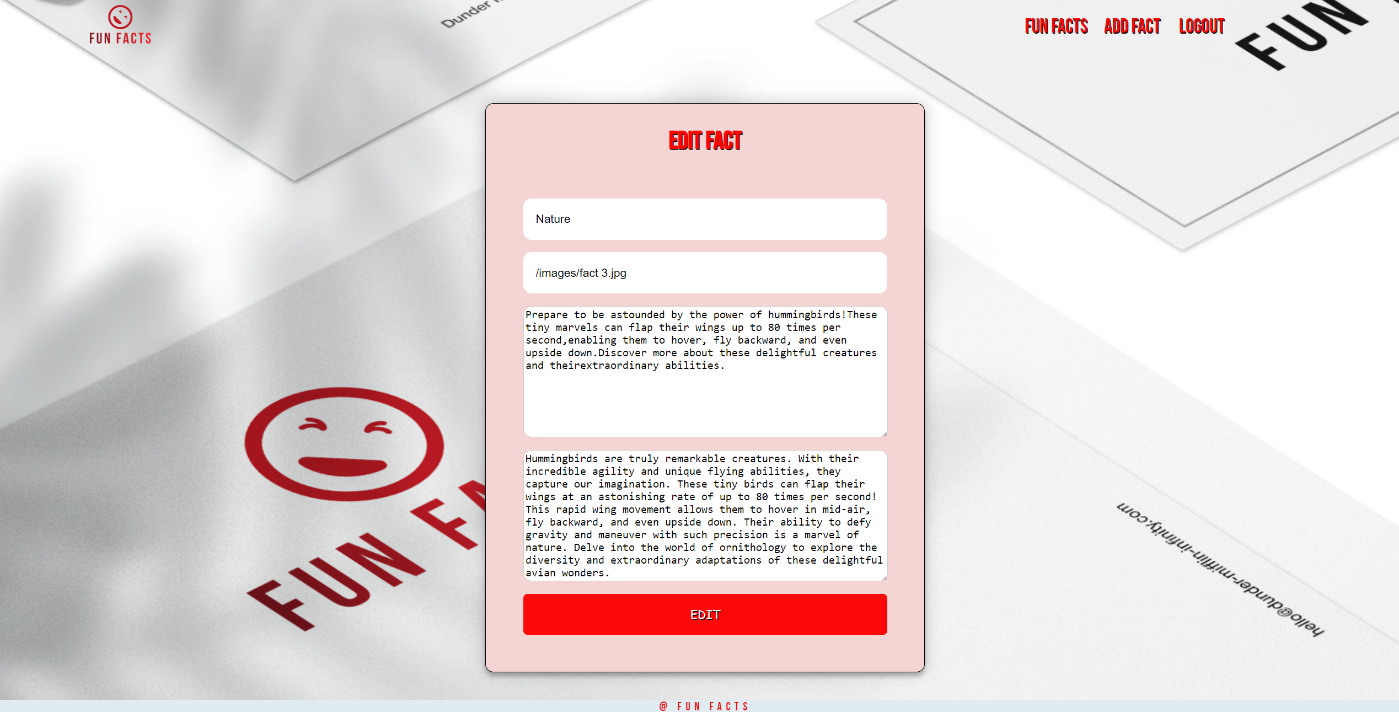 Dunder
FUN FACTS
FUN FACTS ADD FACT LOGOUT
FUN
EDIT FACT
Nature
/images/fact 3.jpg
Prepare to be astounded by the power of hummingbirds!These
tiny marvels can flap their wings up to 80 times per
second,enabling them to hover, fly backward, and even
upside down.Discover more about these delightful creatures
and theirextraordinary abilities.
Hummingbirds are truly remarkable creatures. With their
incredible agility and unique flying abilities, they
capture our imagination. These tiny birds can flap their
wings at an astonishing rate of up to 80 times per second!
This rapid wing movement allows them to hover in mid-air,
fly backward, and even upside down. Their ability to defy
gravity and maneuver with such precision is a marvel of
nature. Delve into the world of ornithology to explore the
diversity and extraordinary adaptations of these delightful
avian wonders.
EDIT
FUN FA
hello@dunder-mifflin-infinity.com
@ FUN FACTS